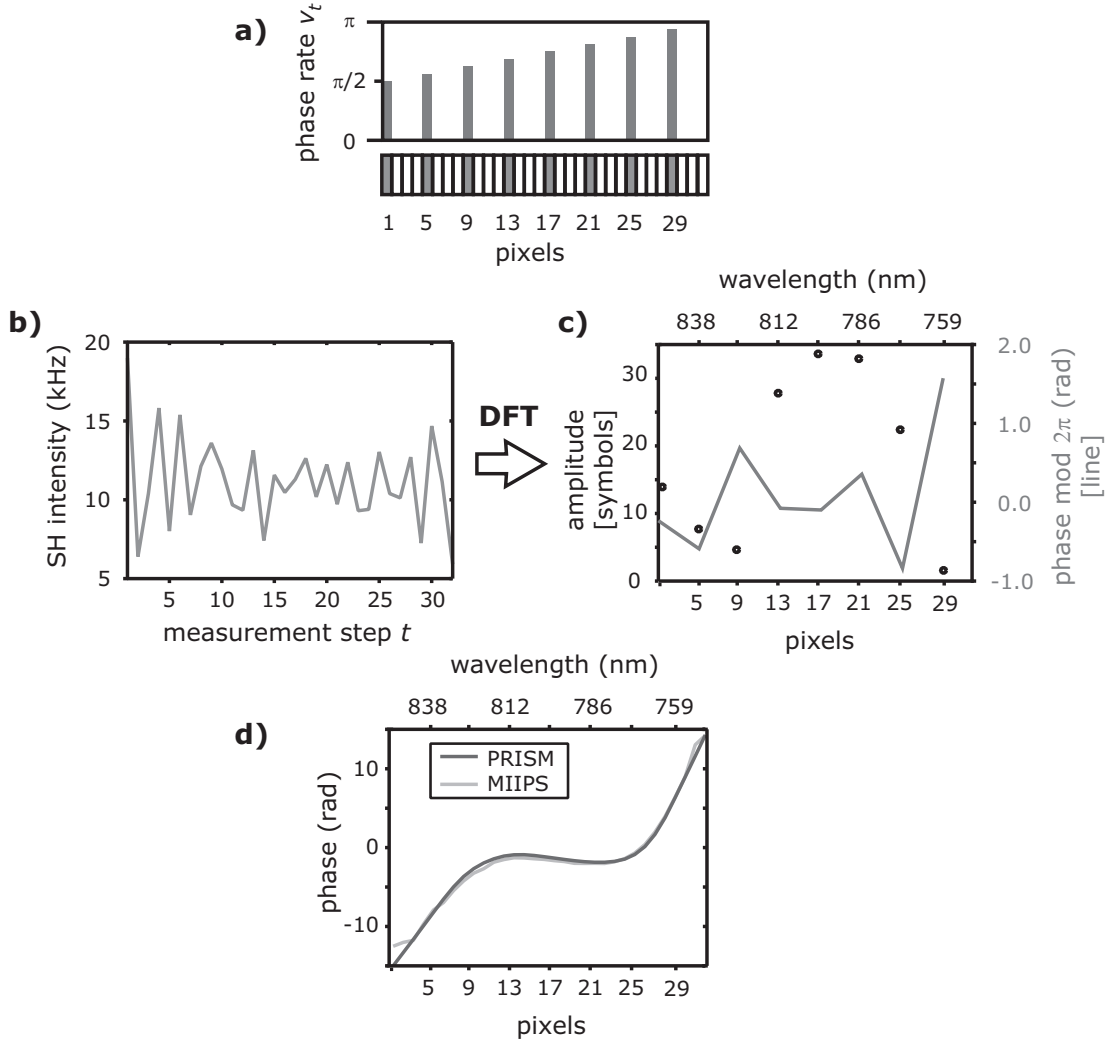 a)
phase rate vₜ
π
π/2
0
1 5 9 13 17 21 25 29
pixels
b)
SH intensity (kHz)
20
15
10
5
5 10 15 20 25 30
measurement step t
DFT
c)
wavelength (nm)
838 812 786 759
amplitude
[symbols]
30
20
10
0
2.0
1.0
0.0
-1.0
phase mod 2π (rad)
[line]
5 9 13 17 21 25 29
pixels
d)
wavelength (nm)
838 812 786 759
phase (rad)
10
0
-10
PRISM
MIIPS
5 9 13 17 21 25 29
pixels